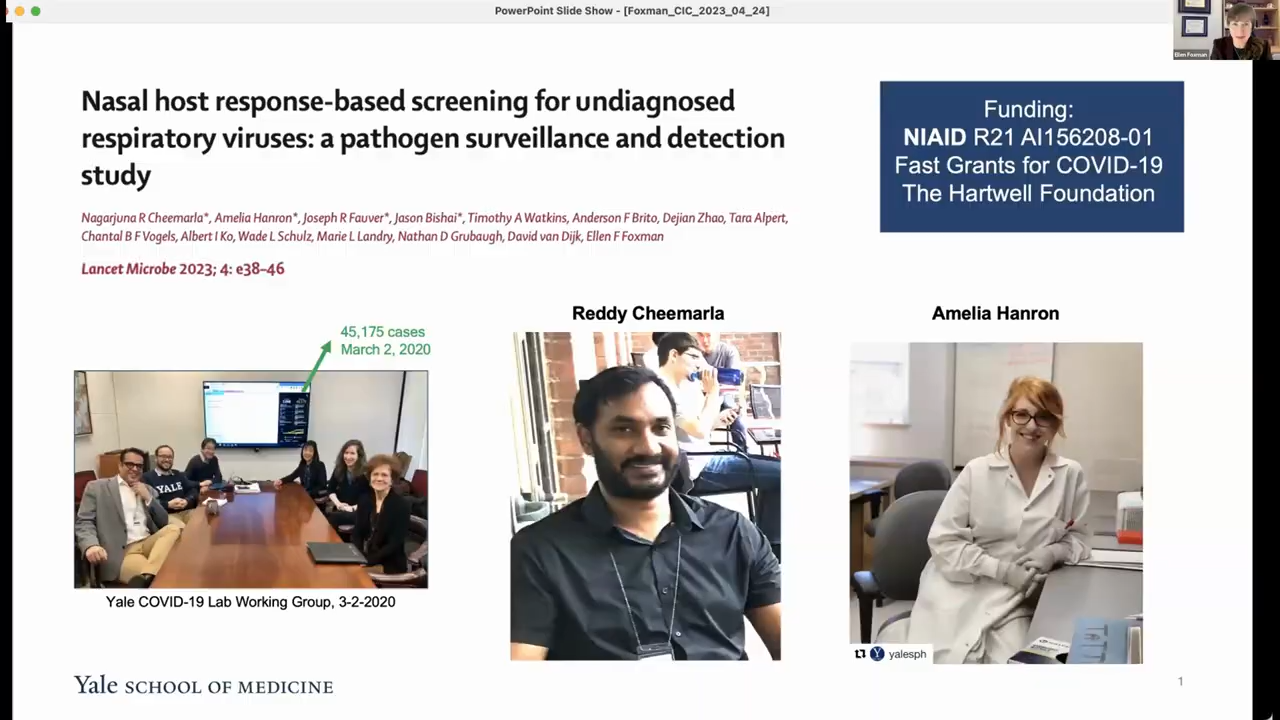 PowerPoint Slide Show - [Foxman_CIC_2023_04_24]
Ellen Foxman
Nasal host response-based screening for undiagnosed
respiratory viruses: a pathogen surveillance and detection
study
Nagarjuna R Cheemarla*, Amelia Hanron*, Joseph R Fauver*, Jason Bishai*, Timothy A Watkins, Anderson F Brito, Dejian Zhao, Tara Alpert,
Chantal B F Vogels, Albert I Ko, Wade L Schulz, Marie L Landry, Nathan D Grubaugh, David van Dijk, Ellen F Foxman
Lancet Microbe 2023; 4: e38–46
Funding:
NIAID R21 AI156208-01
Fast Grants for COVID-19
The Hartwell Foundation
45,175 cases
March 2, 2020
YALE
Yale COVID-19 Lab Working Group, 3-2-2020
Reddy Cheemarla
Amelia Hanron
Y yalesph
Yale SCHOOL OF MEDICINE
1